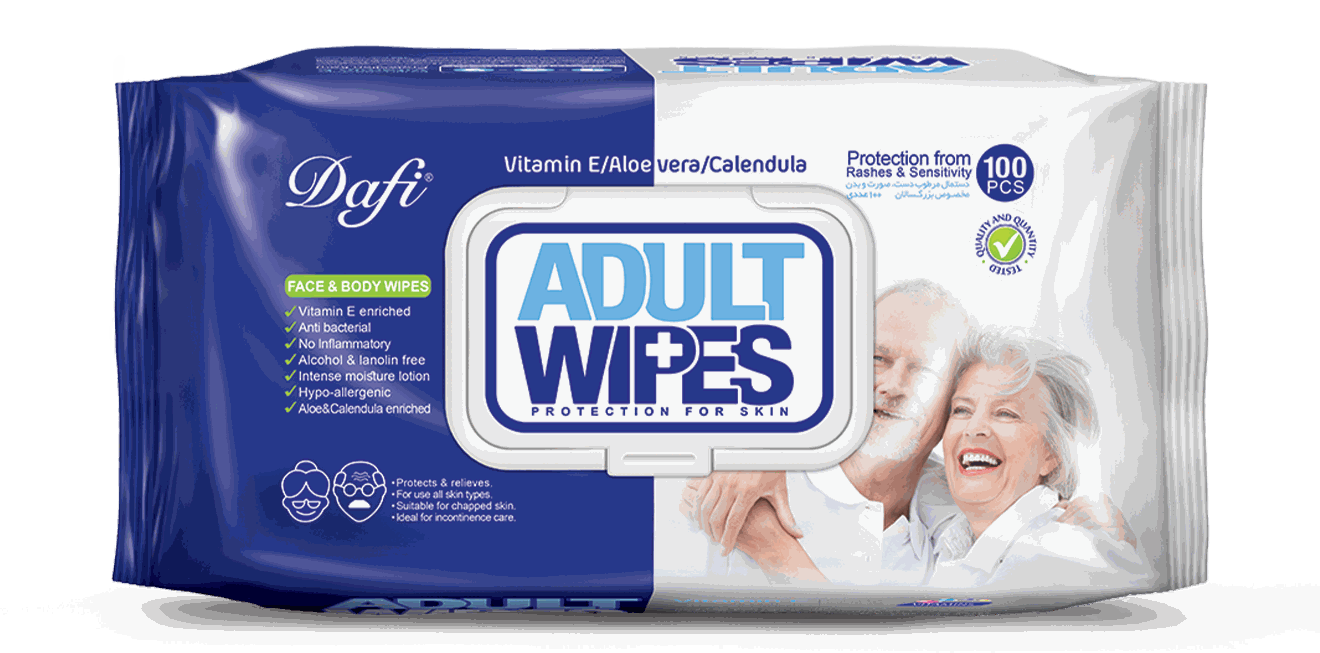 ADULT
WIPES
Dafi®
Vitamin E/Aloe vera/Calendula
Protection from
Rashes & Sensitivity
دستمال مرطوب دست، صورت و بدن
مخصوص بزرگسالان ۱۰۰ عددی
100
PCS
QUALITY AND QUANTITY
TESTED
FACE & BODY WIPES
Vitamin E enriched
Anti bacterial
No Inflammatory
Alcohol & lanolin free
Intense moisture lotion
Hypo-allergenic
Aloe&Calendula enriched
ADULT
WIPES
PROTECTION FOR SKIN
• Protects & relieves.
• For use all skin types.
• Suitable for chapped skin.
• Ideal for incontinence care.
ADULT